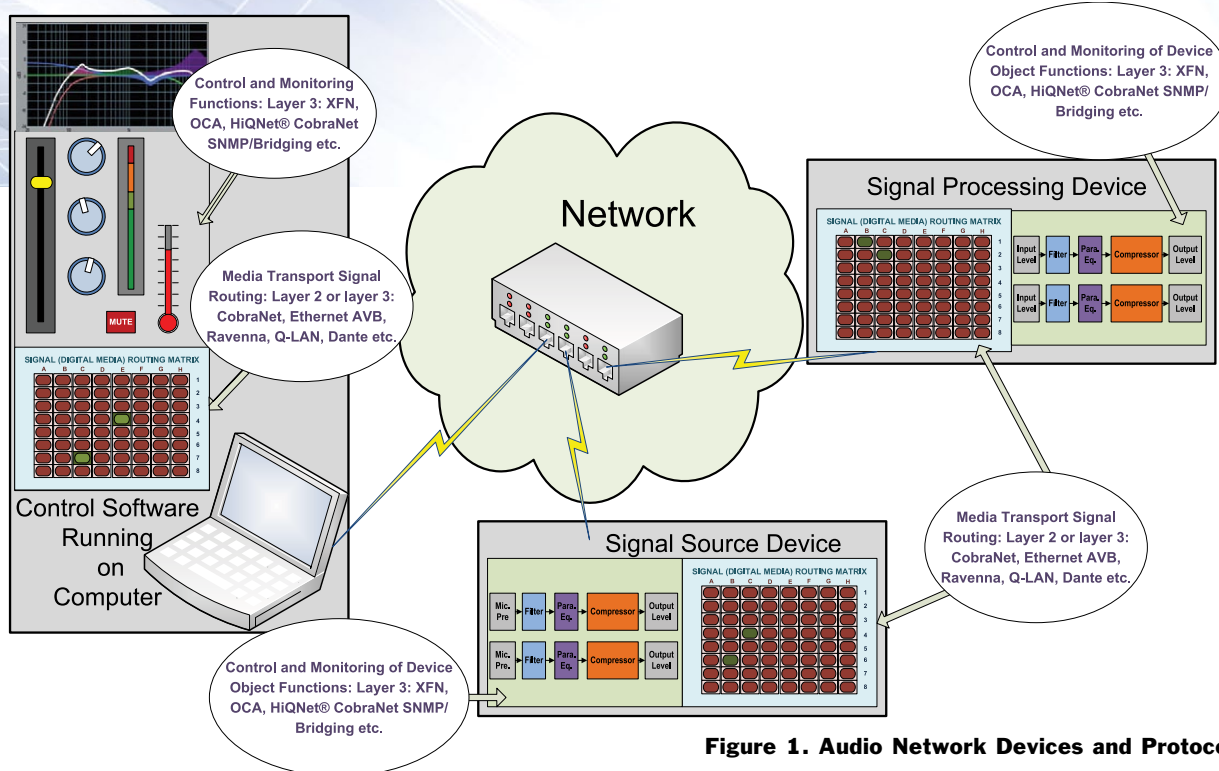 Control and Monitoring
Functions: Layer 3: XFN,
OCA, HiQNet® CobraNet
SNMP/Bridging etc.
MUTE
Media Transport Signal
Routing: Layer 2 or layer 3:
CobraNet, Ethernet AVB,
Ravenna, Q-LAN, Dante etc.
SIGNAL (DIGITAL MEDIA) ROUTING MATRIX
A B C D E F G H
1
2
3
4
5
6
7
8
Control Software
Running
on
Computer
Network
Control and Monitoring of Device
Object Functions: Layer 3: XFN,
OCA, HiQNet® CobraNet SNMP/
Bridging etc.
Signal Processing Device
SIGNAL (DIGITAL MEDIA) ROUTING MATRIX
A B C D E F G H
1
2
3
4
5
6
7
8
Input Level Filter Para. Eq. Compressor Output Level
Input Level Filter Para. Eq. Compressor Output Level
Media Transport Signal
Routing: Layer 2 or layer 3:
CobraNet, Ethernet AVB,
Ravenna, Q-LAN, Dante etc.
Signal Source Device
Mic. Pre Filter Para. Eq. Compressor Output Level
Mic. Pre. Filter Para. Eq. Compressor Output Level
SIGNAL (DIGITAL MEDIA) ROUTING MATRIX
A B C D E F G H
1
2
3
4
5
6
7
8
Control and Monitoring of Device
Object Functions: Layer 3: XFN,
OCA, HiQNet® CobraNet SNMP/
Bridging etc.
Figure 1. Audio Network Devices and Protoc